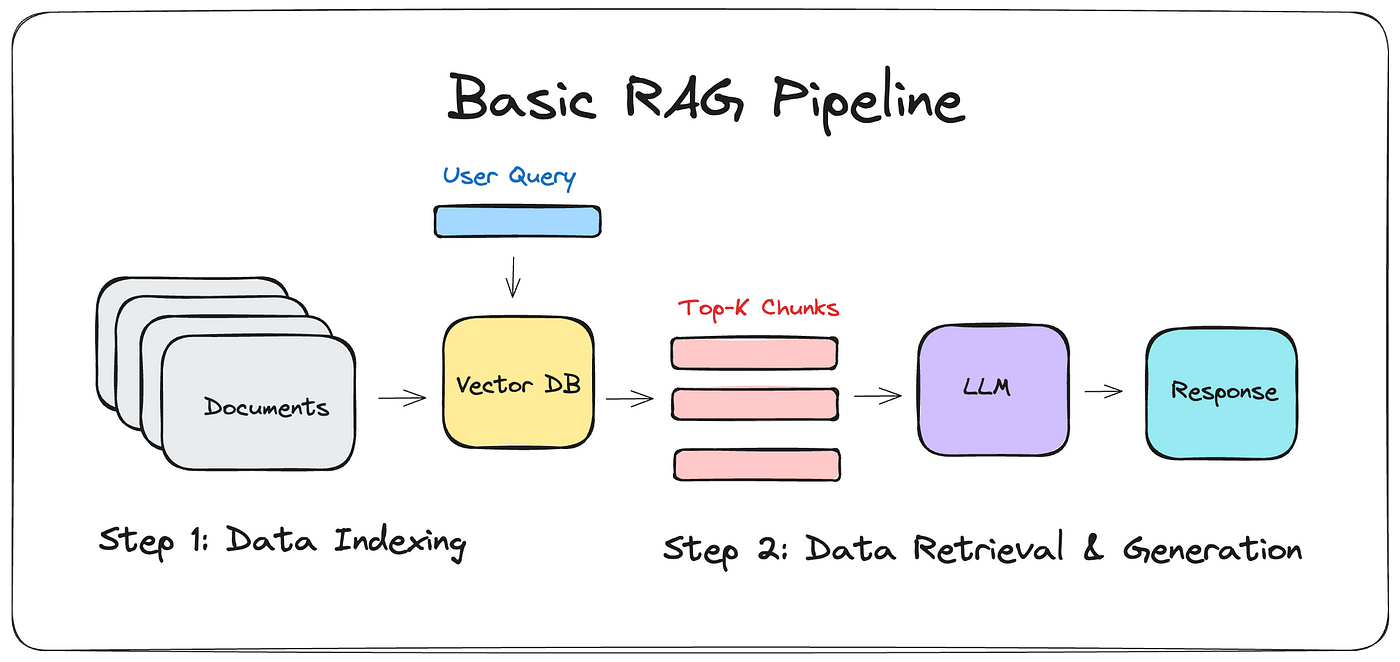 Basic RAG Pipeline
User Query
Top-K Chunks
Documents
Vector DB
LLM
Response
Step 1: Data Indexing
Step 2: Data Retrieval & Generation